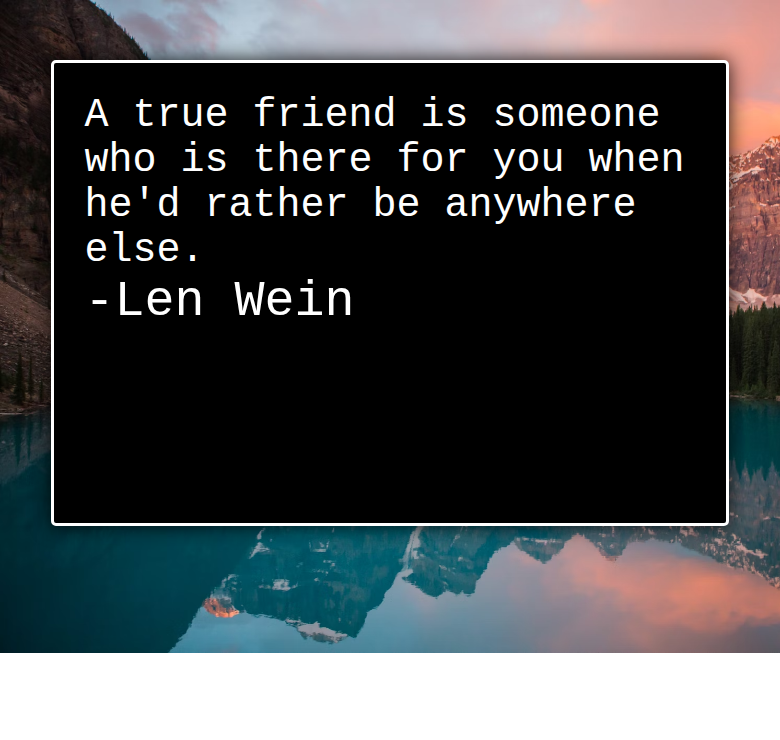 A true friend is someone
who is there for you when
he'd rather be anywhere
else.
-Len Wein